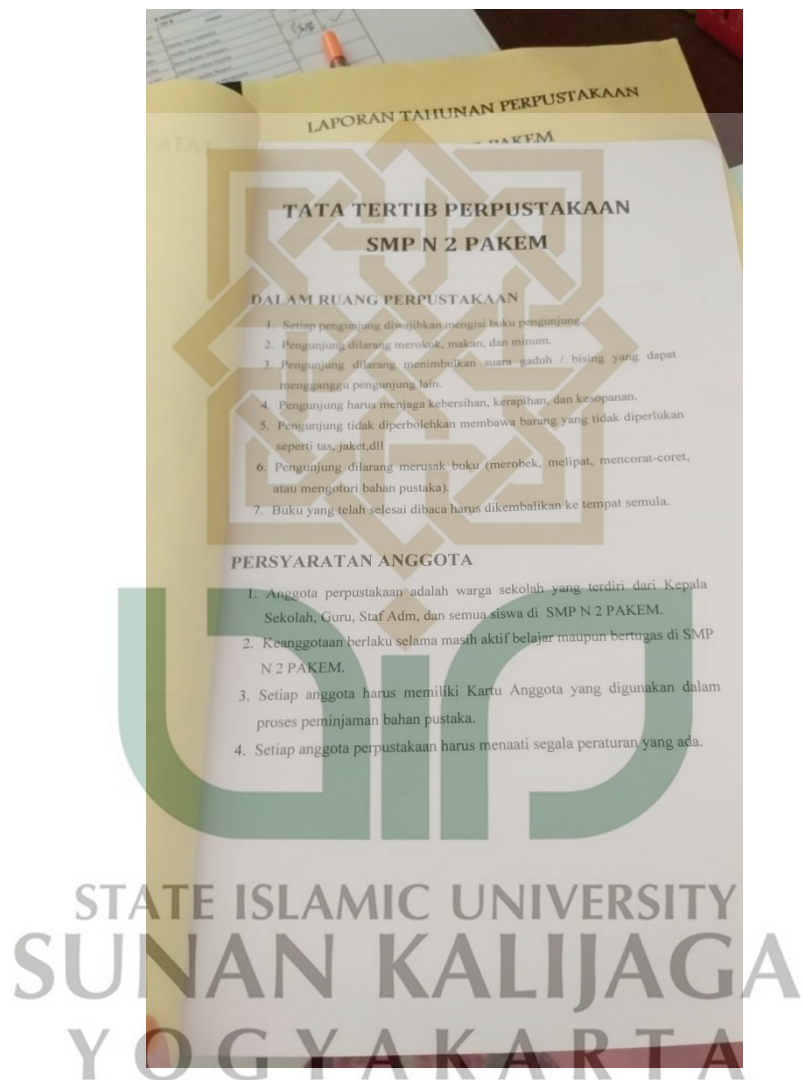 LAPORAN TAHUNAN PERPUSTAKAAN
PAKEM
TATA TERTIB PERPUSTAKAAN
SMP N 2 PAKEM
DALAM RUANG PERPUSTAKAAN
1. Setiap pengunjung diwajibkan mengisi buku pengunjung.
2. Pengunjung dilarang merokok, makan, dan minum.
3. Pengunjung dilarang menimbulkan suara gaduh / bising yang dapat
mengganggu pengunjung lain.
4. Pengunjung harus menjaga kebersihan, kerapihan, dan kesopanan.
5. Pengunjung tidak diperbolehkan membawa barang yang tidak diperlukan
seperti tas, jaket,dll
6. Pengunjung dilarang merusak buku (merobek, melipat, mencorat-coret,
atau mengotori bahan pustaka).
7. Buku yang telah selesai dibaca harus dikembalikan ke tempat semula.
PERSYARATAN ANGGOTA
1. Anggota perpustakaan adalah warga sekolah yang terdiri dari Kepala
Sekolah, Guru, Staf Adm, dan semua siswa di SMP N 2 PAKEM.
2. Keanggotaan berlaku selama masih aktif belajar maupun bertugas di SMP
N 2 PAKEM.
3. Setiap anggota harus memiliki Kartu Anggota yang digunakan dalam
proses peminjaman bahan pustaka.
4. Setiap anggota perpustakaan harus menaati segala peraturan yang ada.
STATE ISLAMIC UNIVERSITY
SUNAN KALIJAGA
YOGYAKARTA